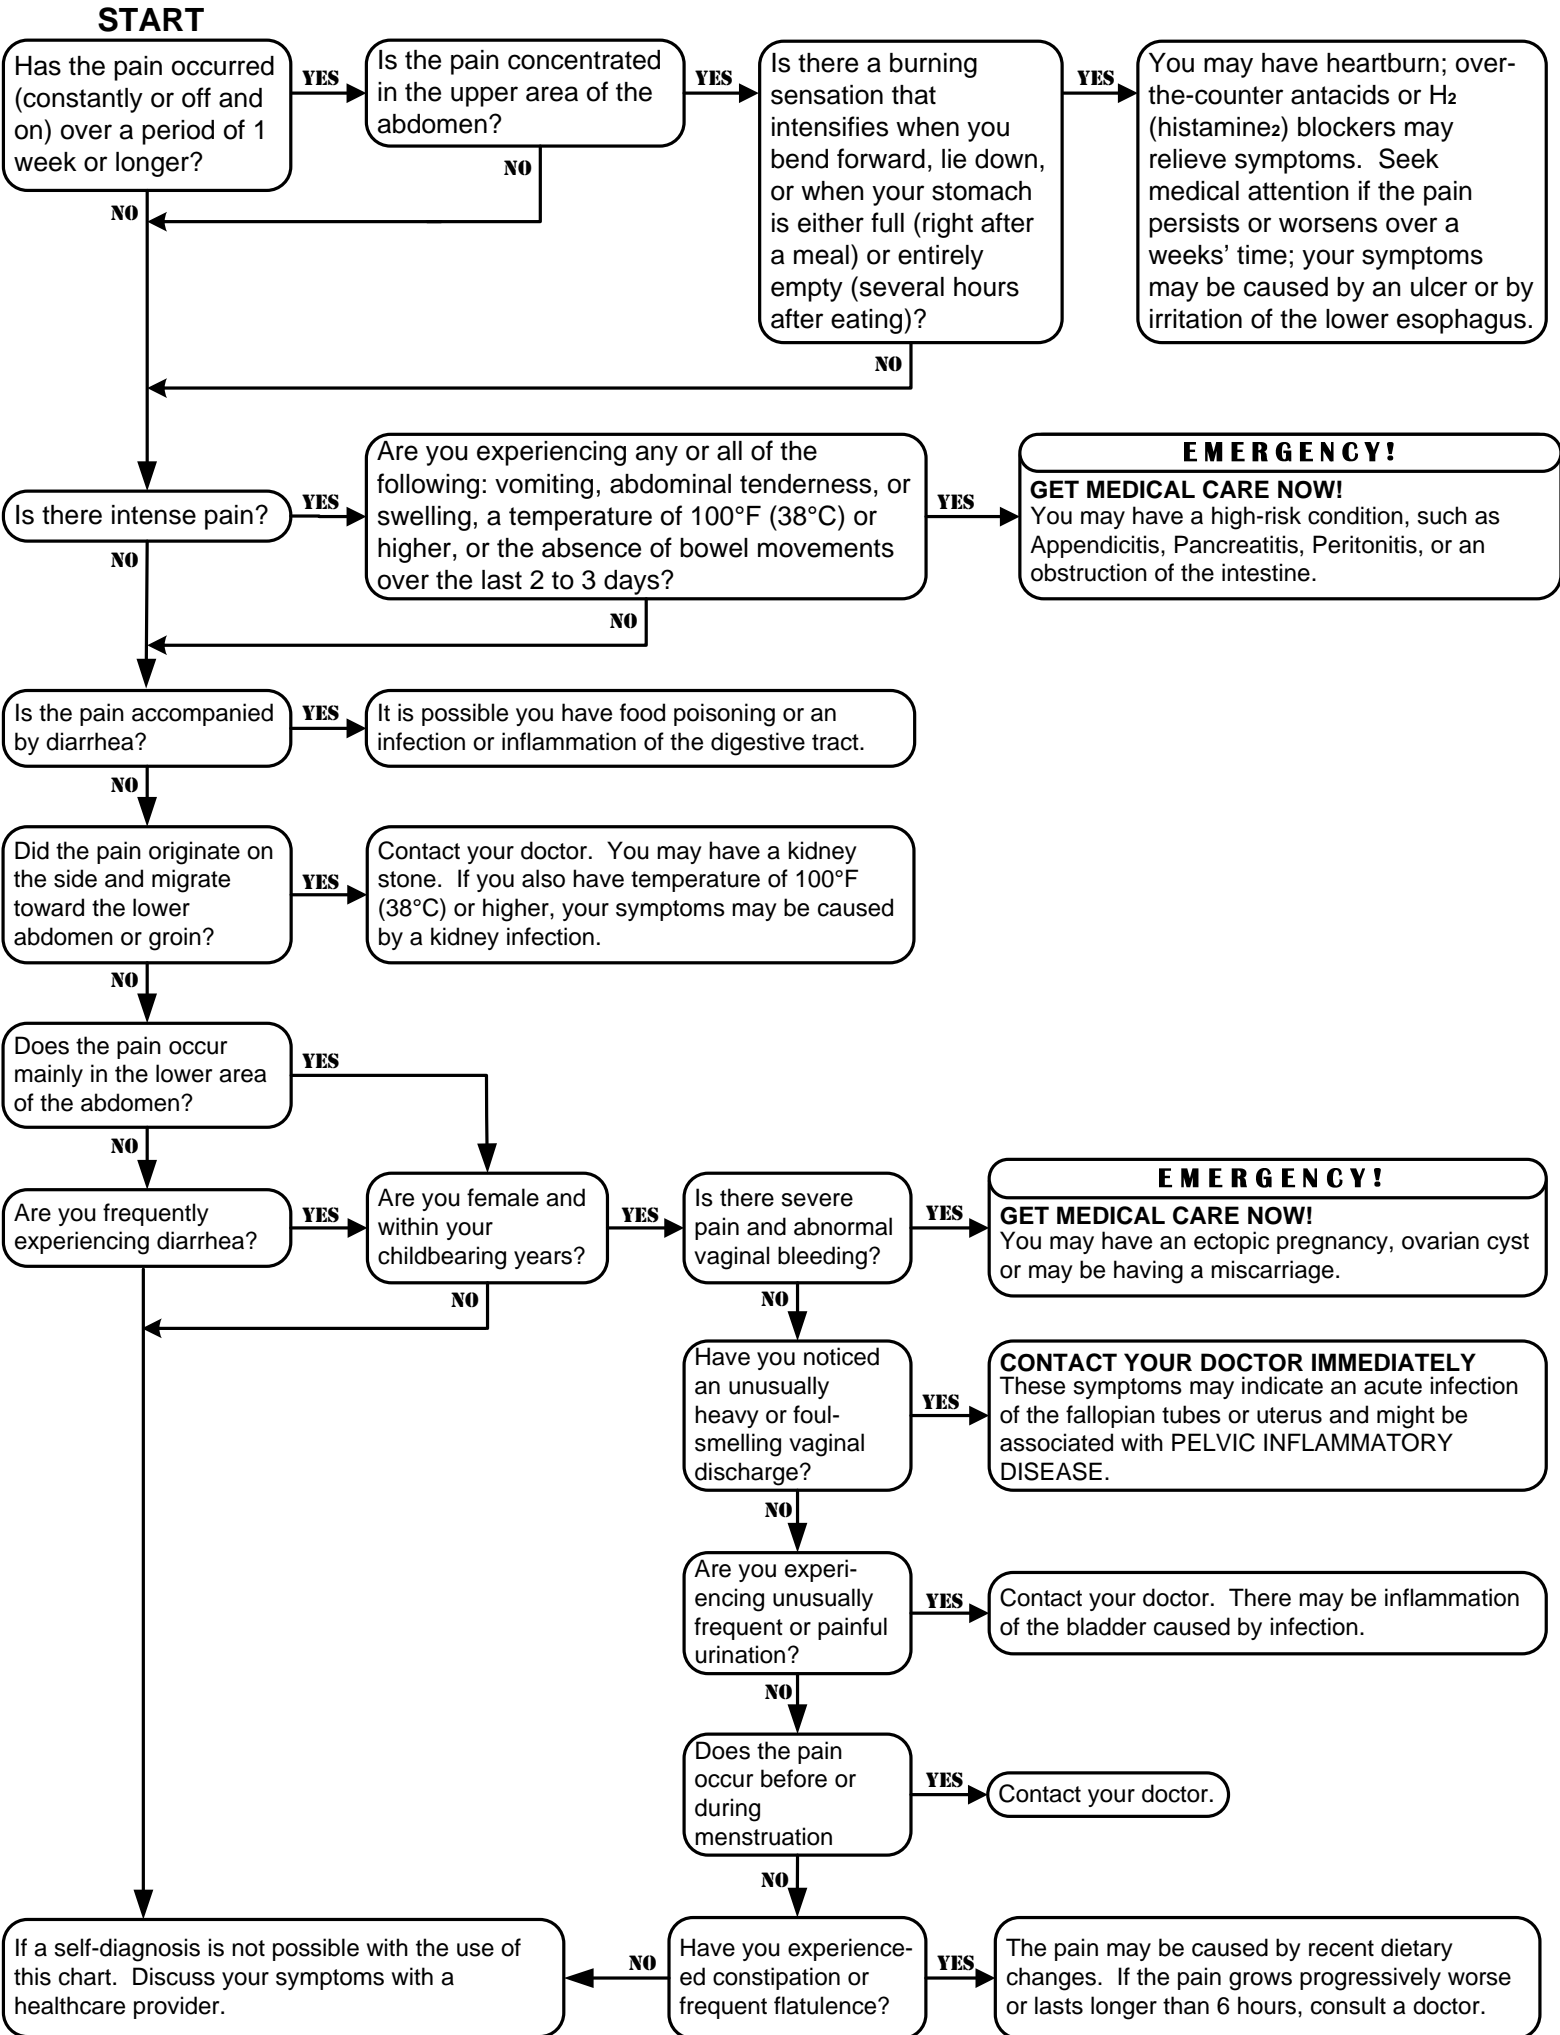 START
Has the pain occurred
(constantly or off and
on) over a period of 1
week or longer?
YES
Is the pain concentrated
in the upper area of the
abdomen?
YES
Is there a burning
sensation that
intensifies when you
bend forward, lie down,
or when your stomach
is either full (right after
a meal) or entirely
empty (several hours
after eating)?
YES
You may have heartburn; over-
the-counter antacids or H₂
(histamine₂) blockers may
relieve symptoms.  Seek
medical attention if the pain
persists or worsens over a
weeks’ time; your symptoms
may be caused by an ulcer or by
irritation of the lower esophagus.
NO
NO
NO
Is there intense pain?
YES
Are you experiencing any or all of the
following: vomiting, abdominal tenderness, or
swelling, a temperature of 100°F (38°C) or
higher, or the absence of bowel movements
over the last 2 to 3 days?
YES
EMERGENCY!
GET MEDICAL CARE NOW!
You may have a high-risk condition, such as
Appendicitis, Pancreatitis, Peritonitis, or an
obstruction of the intestine.
NO
NO
Is the pain accompanied
by diarrhea?
YES
It is possible you have food poisoning or an
infection or inflammation of the digestive tract.
NO
Did the pain originate on
the side and migrate
toward the lower
abdomen or groin?
YES
Contact your doctor.  You may have a kidney
stone.  If you also have temperature of 100°F
(38°C) or higher, your symptoms may be caused
by a kidney infection.
NO
Does the pain occur
mainly in the lower area
of the abdomen?
YES
NO
Are you frequently
experiencing diarrhea?
YES
Are you female and
within your
childbearing years?
YES
Is there severe
pain and abnormal
vaginal bleeding?
YES
EMERGENCY!
GET MEDICAL CARE NOW!
You may have an ectopic pregnancy, ovarian cyst
or may be having a miscarriage.
NO
NO
Have you noticed
an unusually
heavy or foul-
smelling vaginal
discharge?
YES
CONTACT YOUR DOCTOR IMMEDIATELY
These symptoms may indicate an acute infection
of the fallopian tubes or uterus and might be
associated with PELVIC INFLAMMATORY
DISEASE.
NO
Are you experi-
encing unusually
frequent or painful
urination?
YES
Contact your doctor.  There may be inflammation
of the bladder caused by infection.
NO
Does the pain
occur before or
during
menstruation
YES
Contact your doctor.
NO
If a self-diagnosis is not possible with the use of
this chart.  Discuss your symptoms with a
healthcare provider.
NO
Have you experience-
ed constipation or
frequent flatulence?
YES
The pain may be caused by recent dietary
changes.  If the pain grows progressively worse
or lasts longer than 6 hours, consult a doctor.